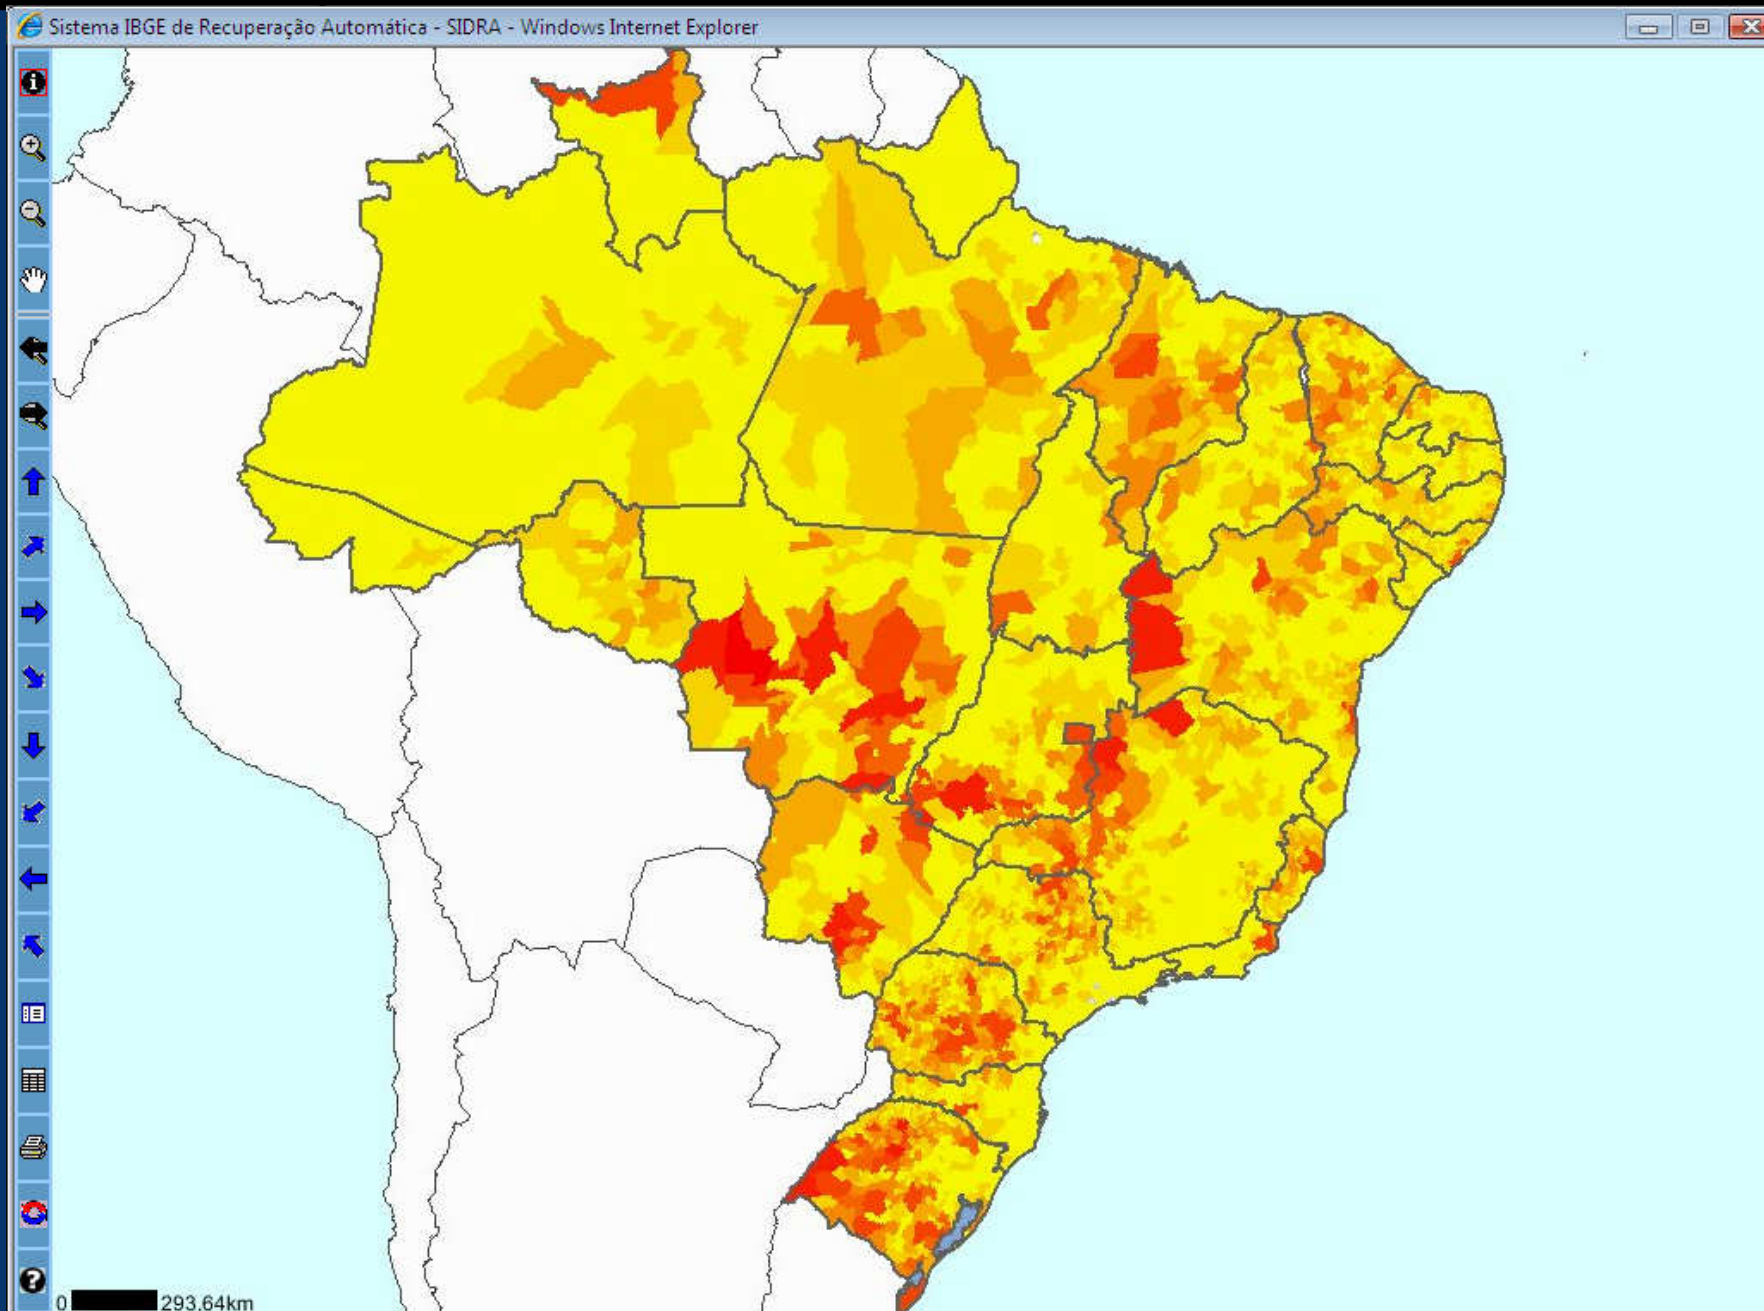 Sistema IBGE de Recuperação Automática - SIDRA - Windows Internet Explorer
0 293.64km